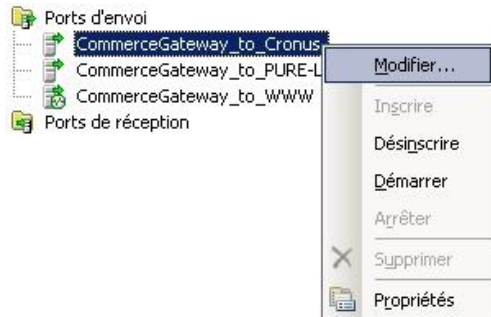 Ports d'envoi
CommerceGateway_to_Cronus
CommerceGateway_to_PURE-L
CommerceGateway_to_WWW
Ports de réception
Modifier...
Inscrire
Désinscrire
Démarrer
Arrêter
Supprimer
Propriétés